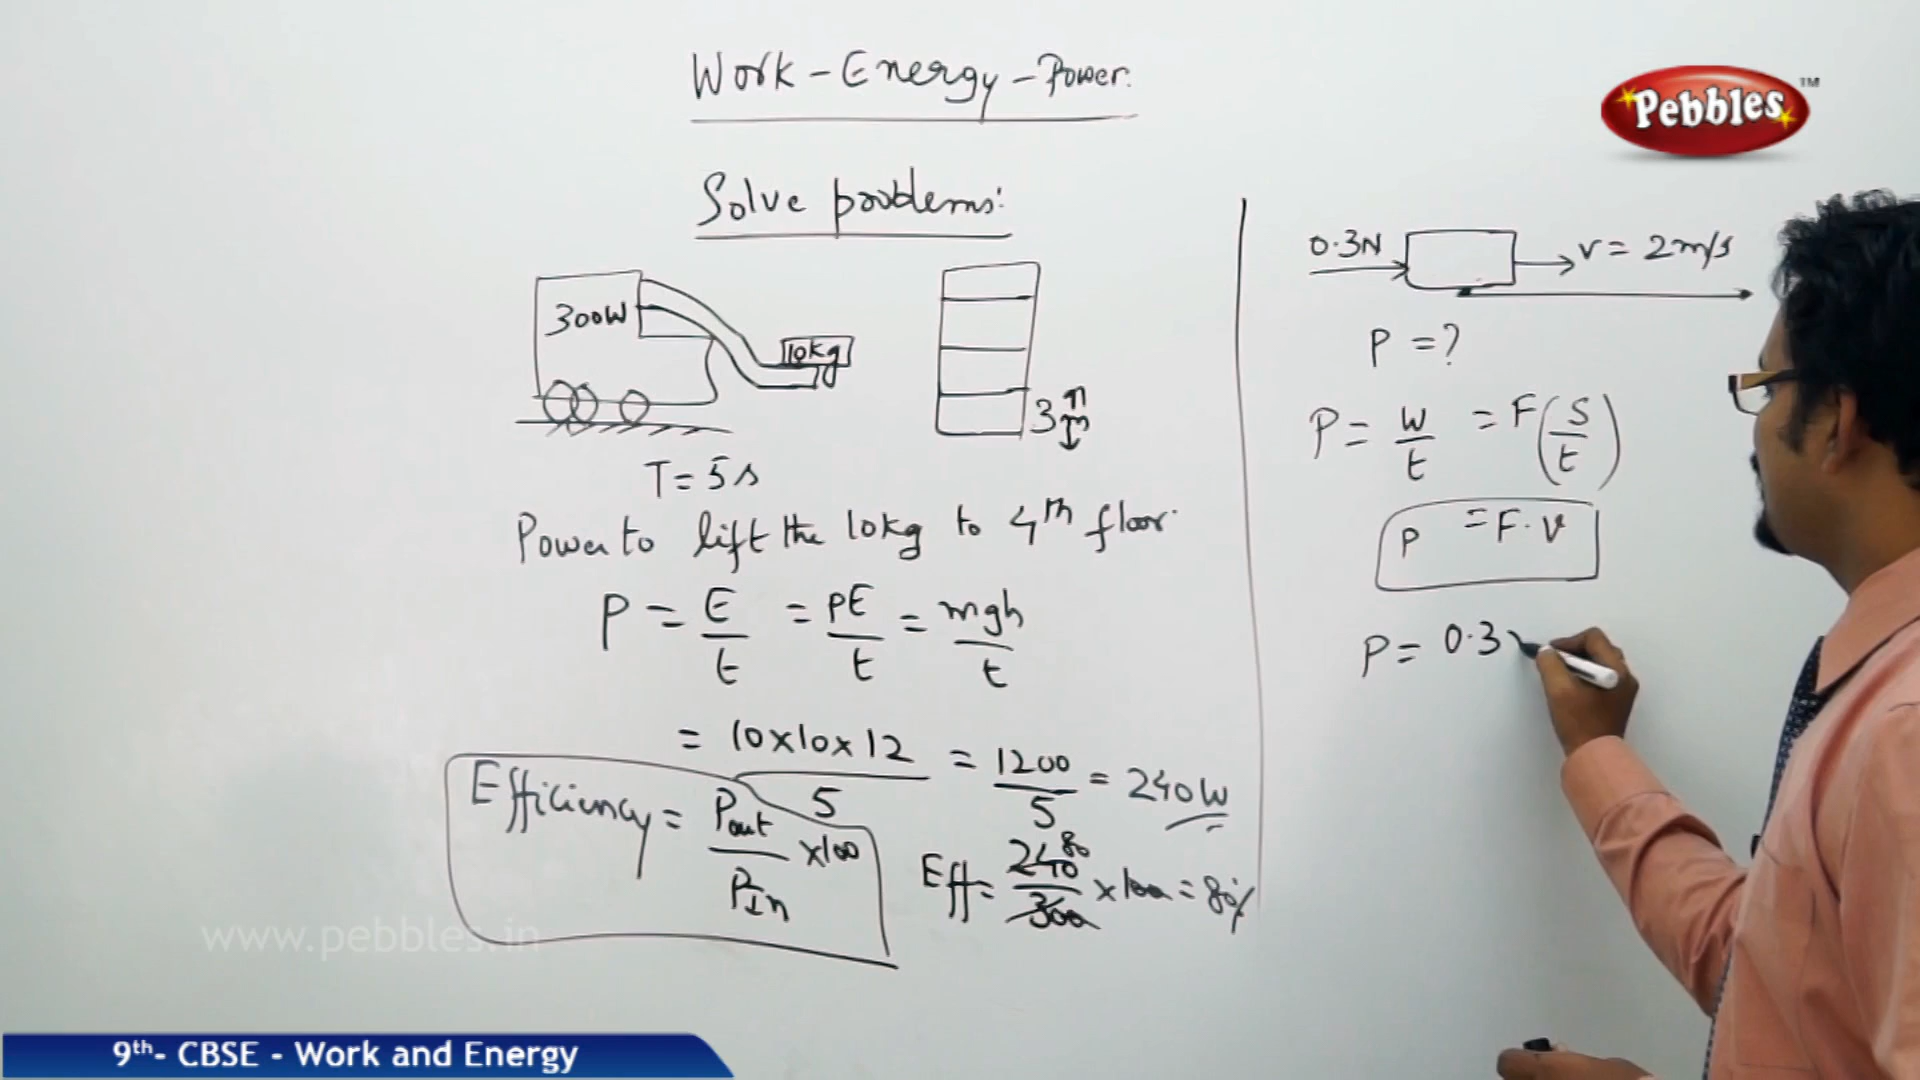 Work - Energy - Power.
Pebbles™
Solve problems:
300W
10kg
3m
T = 5s
Power to lift the 10kg to 4th floor.
P = E/t = PE/t = mgh/t
= 10x10x12/5 = 1200/5 = 240W
Efficiency = Pout/PIn x100
Eff = 240/300 x100 = 80%
80
0.3N
v = 2m/s
P = ?
P = W/t = F(s/t)
P = F.v
P = 0.3
www.pebbles.in
9th- CBSE - Work and Energy